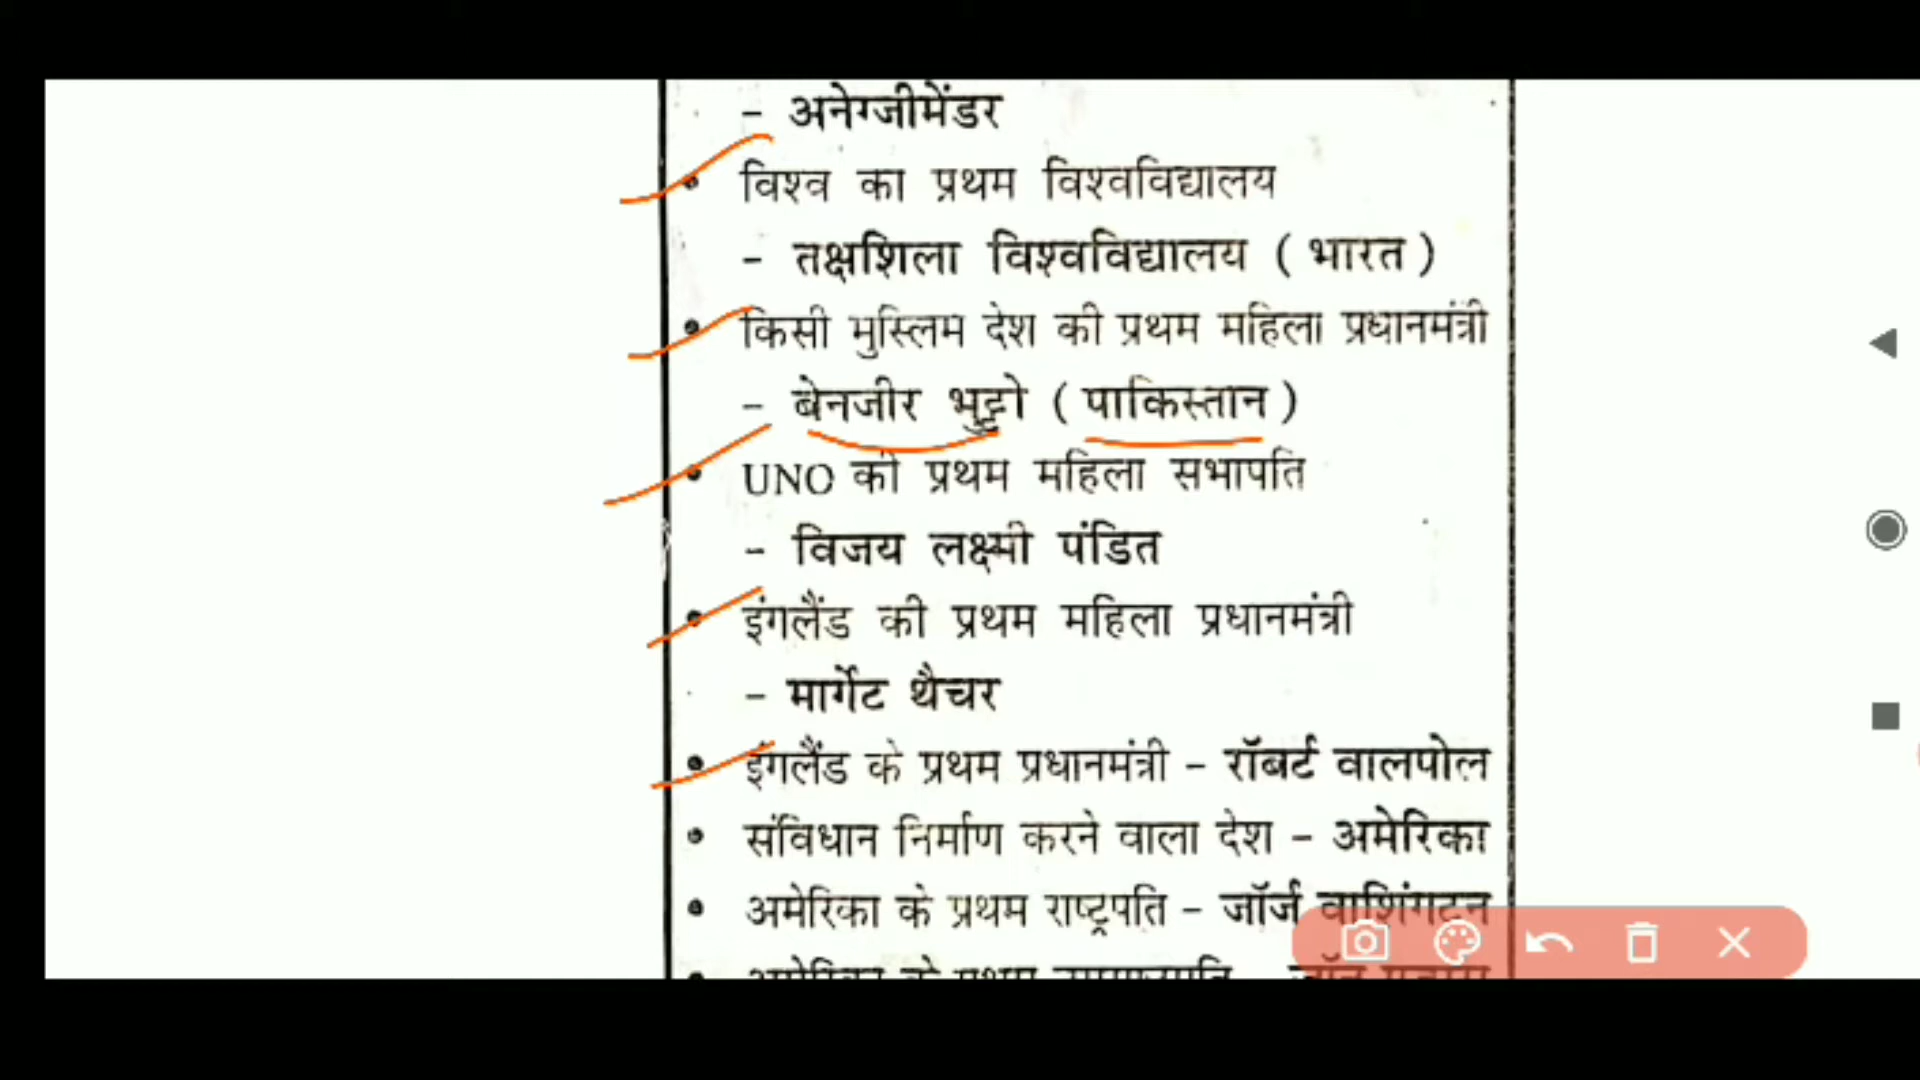 - अनेग्जीमेंडर
• विश्व का प्रथम विश्वविद्यालय
- तक्षशिला विश्वविद्यालय ( भारत )
• किसी मुस्लिम देश की प्रथम महिला प्रधानमंत्री
- बेनजीर भुट्टो ( पाकिस्तान )
• UNO की प्रथम महिला सभापति
- विजय लक्ष्मी पंडित
• इंगलैंड की प्रथम महिला प्रधानमंत्री
- मार्गेट थैचर
• इंगलैंड के प्रथम प्रधानमंत्री - रॉबर्ट वालपोल
• संविधान निर्माण करने वाला देश - अमेरिका
• अमेरिका के प्रथम राष्ट्रपति - जॉर्ज वाशिंगटन